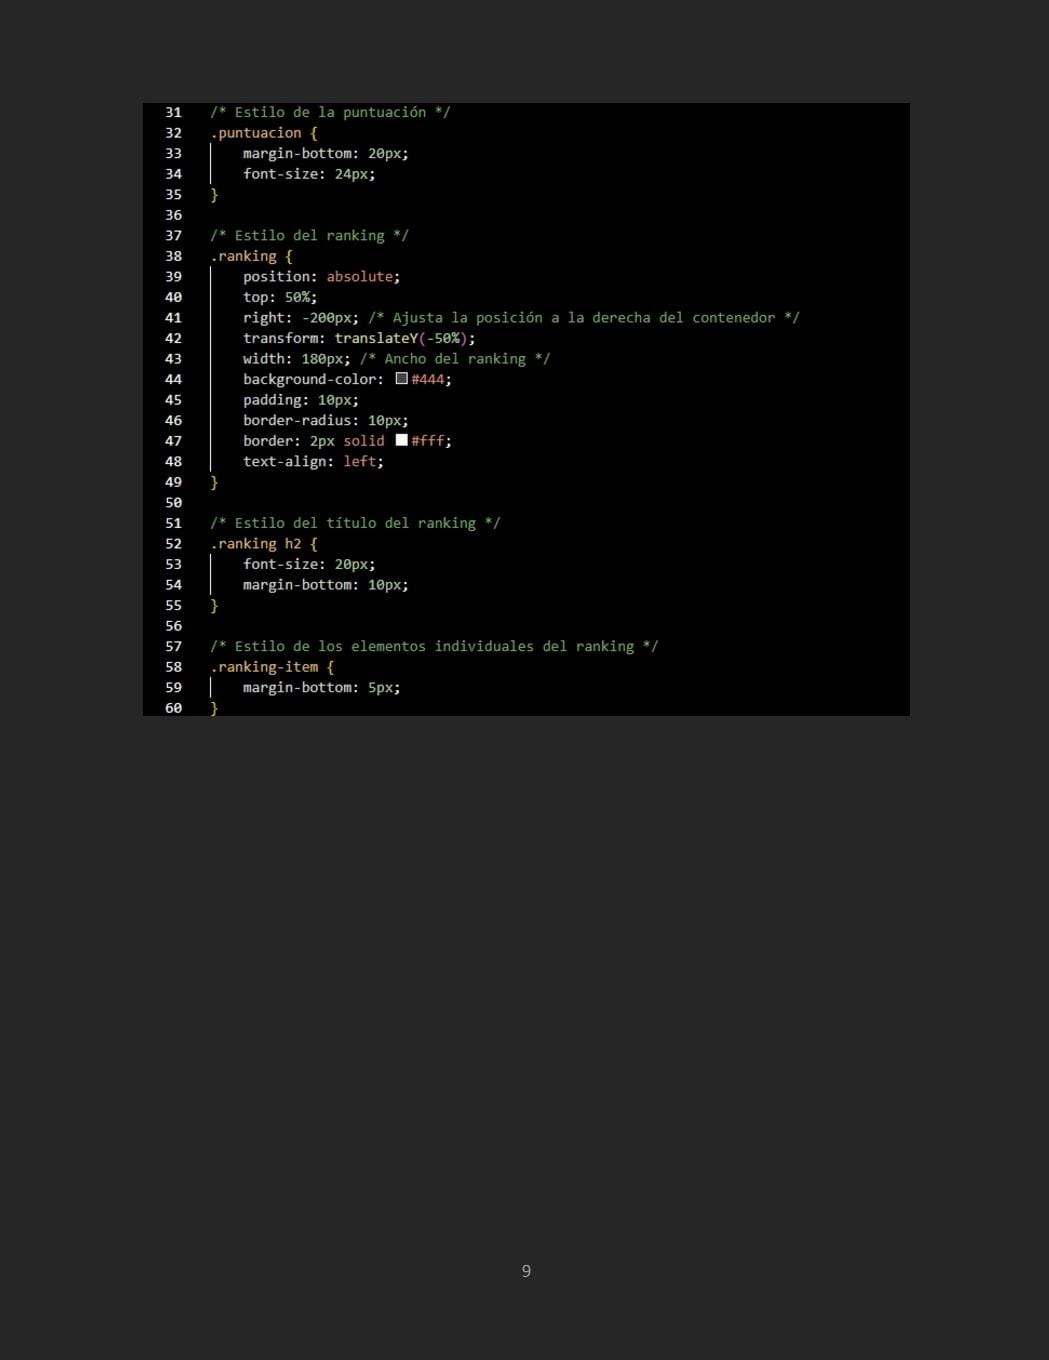 31 /* Estilo de la puntuación */
32 .puntuacion {
33 margin-bottom: 20px;
34 font-size: 24px;
35 }
36
37 /* Estilo del ranking */
38 .ranking {
39 position: absolute;
40 top: 50%;
41 right: -200px; /* Ajusta la posición a la derecha del contenedor */
42 transform: translateY(-50%);
43 width: 180px; /* Ancho del ranking */
44 background-color: #444;
45 padding: 10px;
46 border-radius: 10px;
47 border: 2px solid #fff;
48 text-align: left;
49 }
50
51 /* Estilo del título del ranking */
52 .ranking h2 {
53 font-size: 20px;
54 margin-bottom: 10px;
55 }
56
57 /* Estilo de los elementos individuales del ranking */
58 .ranking-item {
59 margin-bottom: 5px;
60 }
9